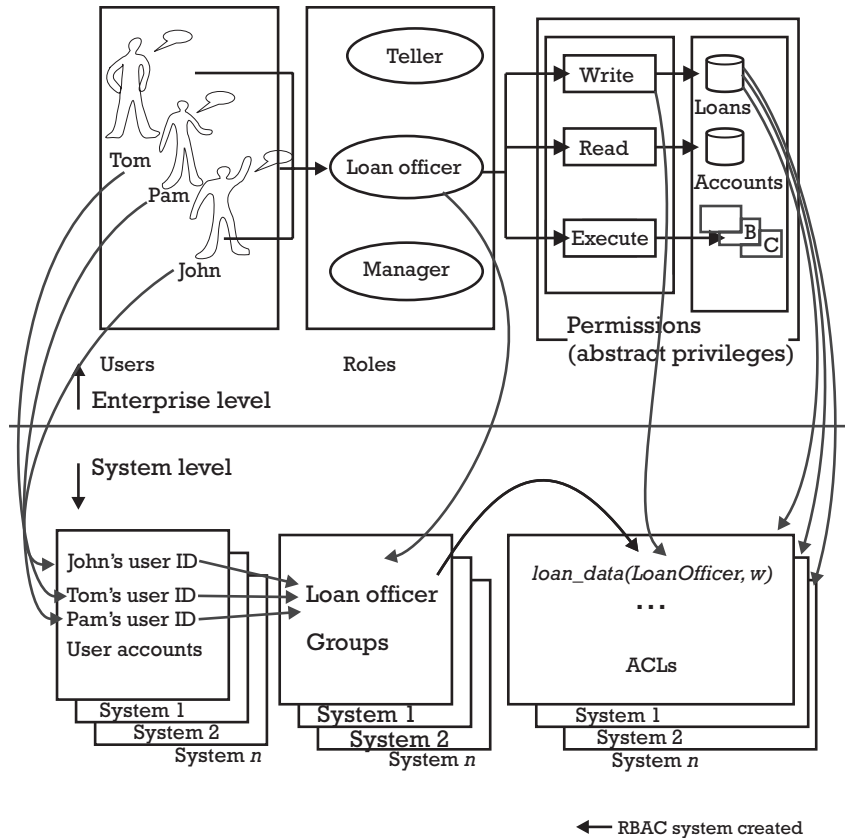 Tom
Pam
John
Users
Teller
Loan officer
Manager
Roles
Write
Read
Execute
Loans
Accounts
B
C
Permissions
(abstract privileges)
Enterprise level
System level
John's user ID
Tom's user ID
Pam's user ID
User accounts
System 1
System 2
System n
Loan officer
Groups
System 1
System 2
System n
loan_data(LoanOfficer, w)
...
ACLs
System 1
System 2
System n
RBAC system created